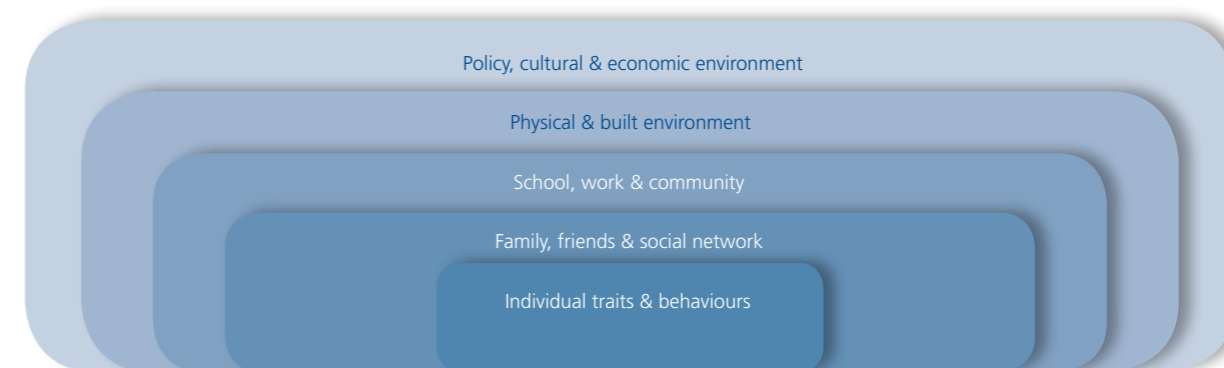 Policy, cultural & economic environment
Physical & built environment
School, work & community
Family, friends & social network
Individual traits & behaviours